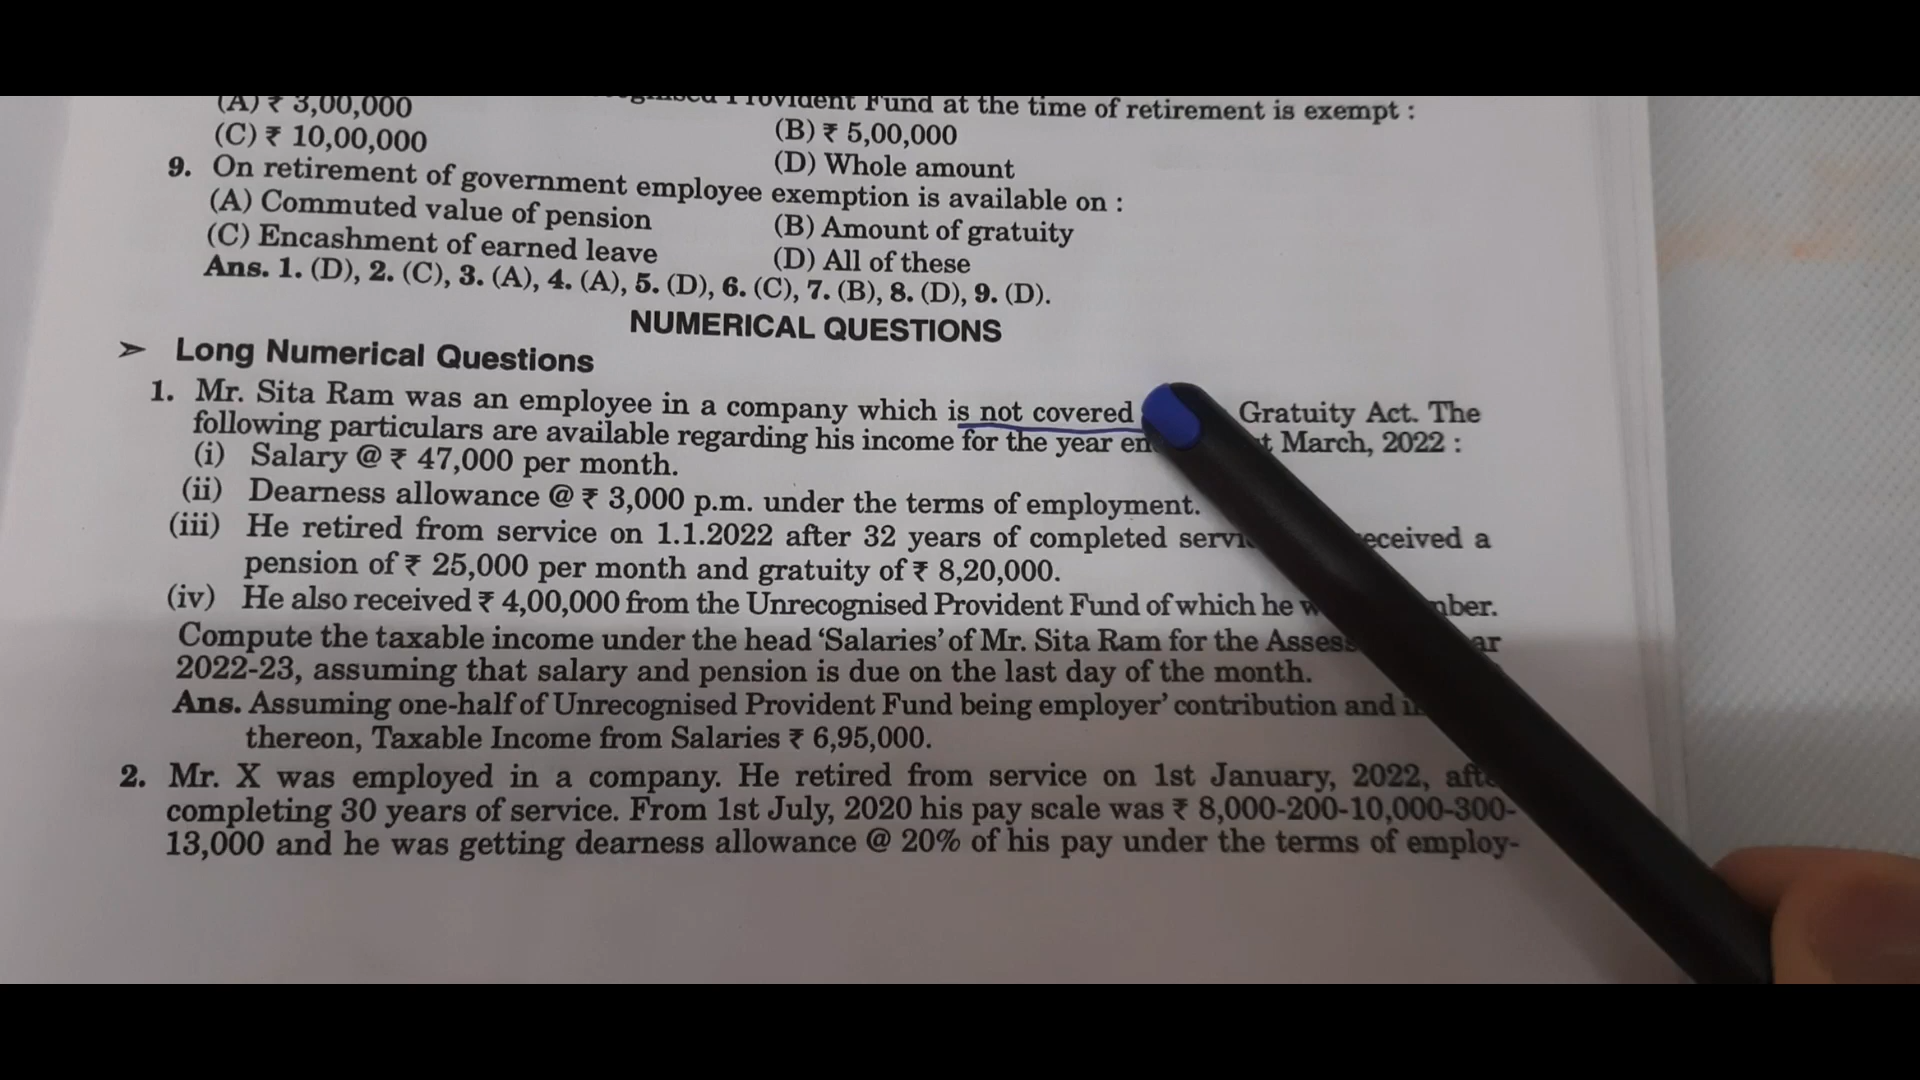 ognised Provident Fund at the time of retirement is exempt :
(A) ₹ 3,00,000 (B) ₹ 5,00,000
(C) ₹ 10,00,000 (D) Whole amount
9. On retirement of government employee exemption is available on :
(A) Commuted value of pension (B) Amount of gratuity
(C) Encashment of earned leave (D) All of these
Ans. 1. (D), 2. (C), 3. (A), 4. (A), 5. (D), 6. (C), 7. (B), 8. (D), 9. (D).
NUMERICAL QUESTIONS
➤ Long Numerical Questions
1. Mr. Sita Ram was an employee in a company which is not covered Gratuity Act. The
following particulars are available regarding his income for the year March, 2022 :
(i) Salary @ ₹ 47,000 per month.
(ii) Dearness allowance @ ₹ 3,000 p.m. under the terms of employment.
(iii) He retired from service on 1.1.2022 after 32 years of completed received a
pension of ₹ 25,000 per month and gratuity of ₹ 8,20,000.
(iv) He also received ₹ 4,00,000 from the Unrecognised Provident Fund of which he
Compute the taxable income under the head ‘Salaries’ of Mr. Sita Ram for the
2022-23, assuming that salary and pension is due on the last day of the month.
Ans. Assuming one-half of Unrecognised Provident Fund being employer’ contribution and
thereon, Taxable Income from Salaries ₹ 6,95,000.
2. Mr. X was employed in a company. He retired from service on 1st January, 2022, after
completing 30 years of service. From 1st July, 2020 his pay scale was ₹ 8,000-200-10,000-300-
13,000 and he was getting dearness allowance @ 20% of his pay under the terms of employ-